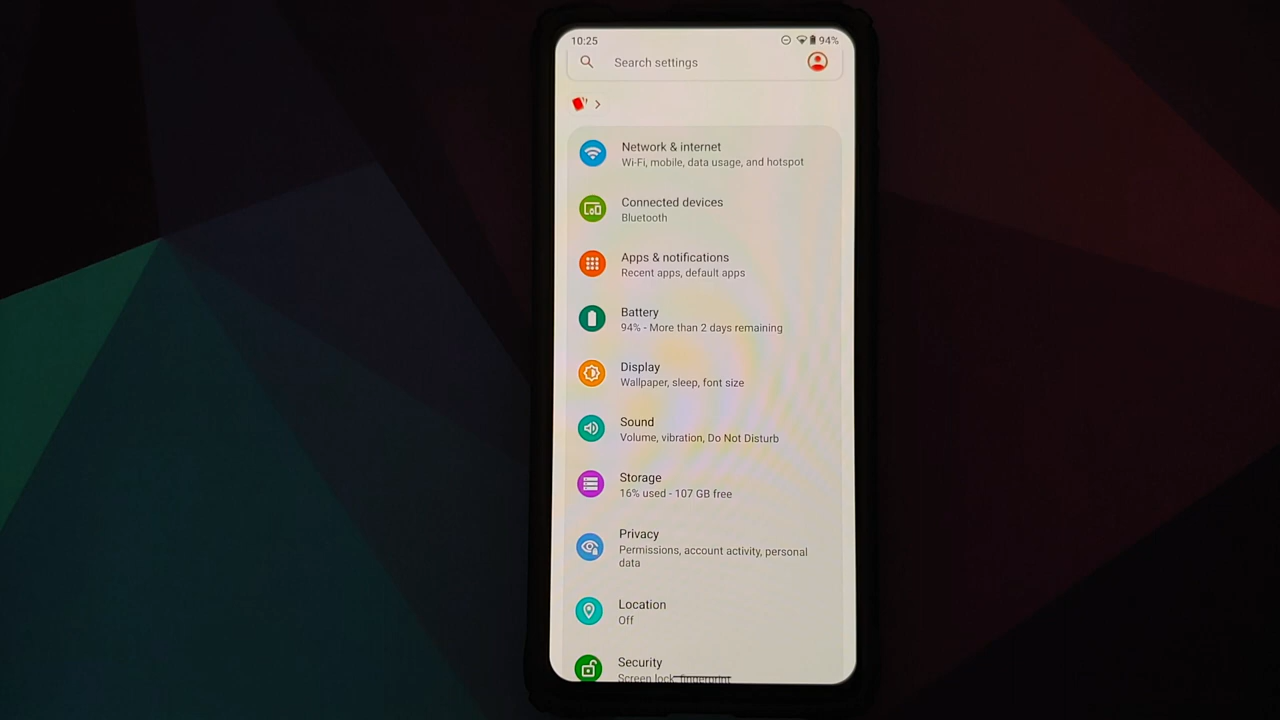 10:25
94%
Search settings
Network & internet
Wi-Fi, mobile, data usage, and hotspot
Connected devices
Bluetooth
Apps & notifications
Recent apps, default apps
Battery
94% - More than 2 days remaining
Display
Wallpaper, sleep, font size
Sound
Volume, vibration, Do Not Disturb
Storage
16% used - 107 GB free
Privacy
Permissions, account activity, personal
data
Location
Off
Security
Screen lock, fingerprint